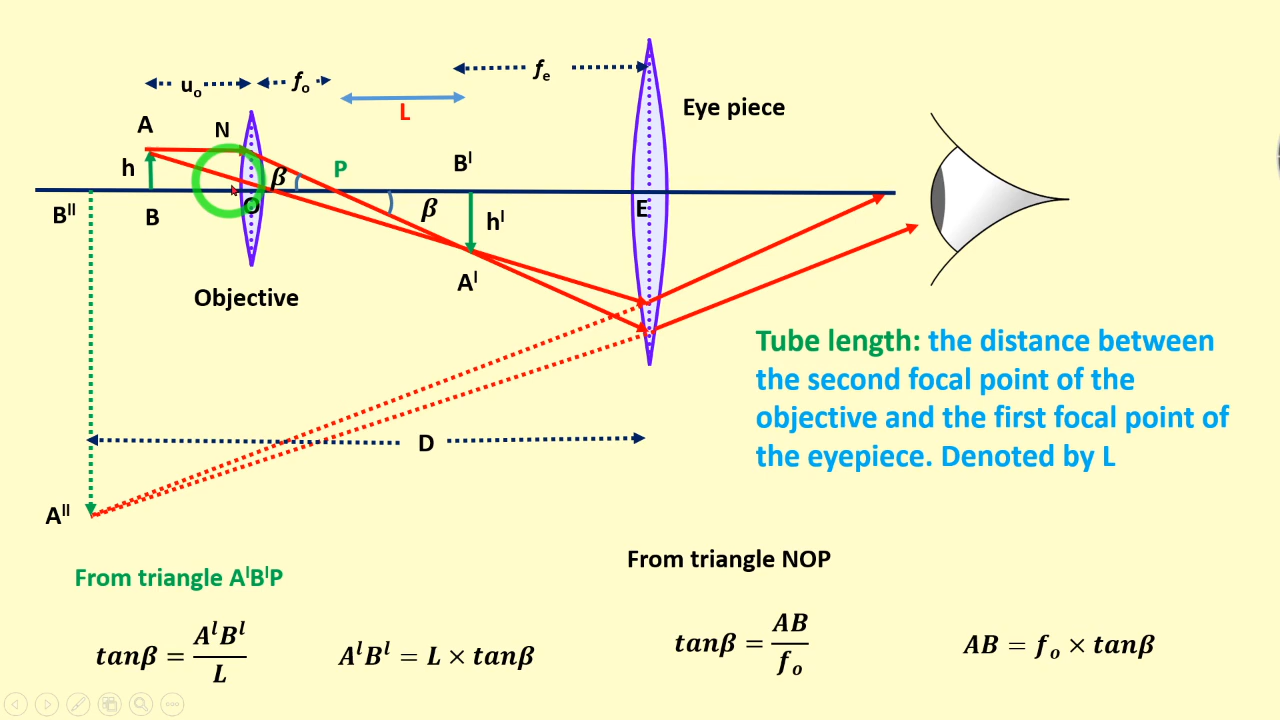 uₒ
fₒ
fₑ
L
Eye piece
A
N
h
β
P
Bˡ
Bˡˡ
B
O
β
hˡ
E
Aˡ
Objective
Tube length: the distance between
the second focal point of the
objective and the first focal point of
the eyepiece. Denoted by L
D
Aˡˡ
From triangle AˡBˡP
From triangle NOP
tanβ = AˡBˡ / L
AˡBˡ = L × tanβ
tanβ = AB / fₒ
AB = fₒ × tanβ